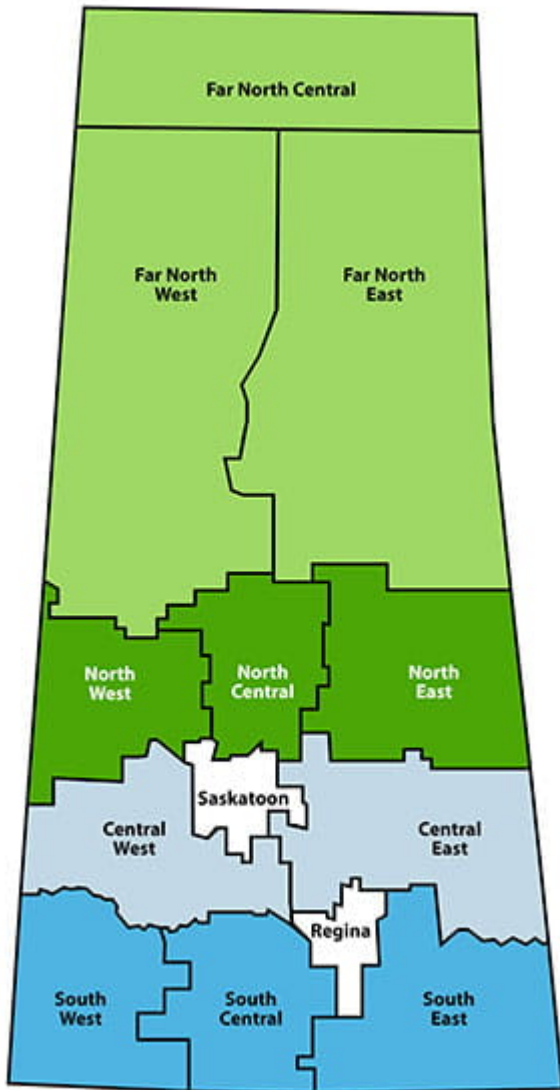 Far North Central
Far North
West
Far North
East
North
West
North
Central
North
East
Saskatoon
Central
West
Central
East
Regina
South
West
South
Central
South
East